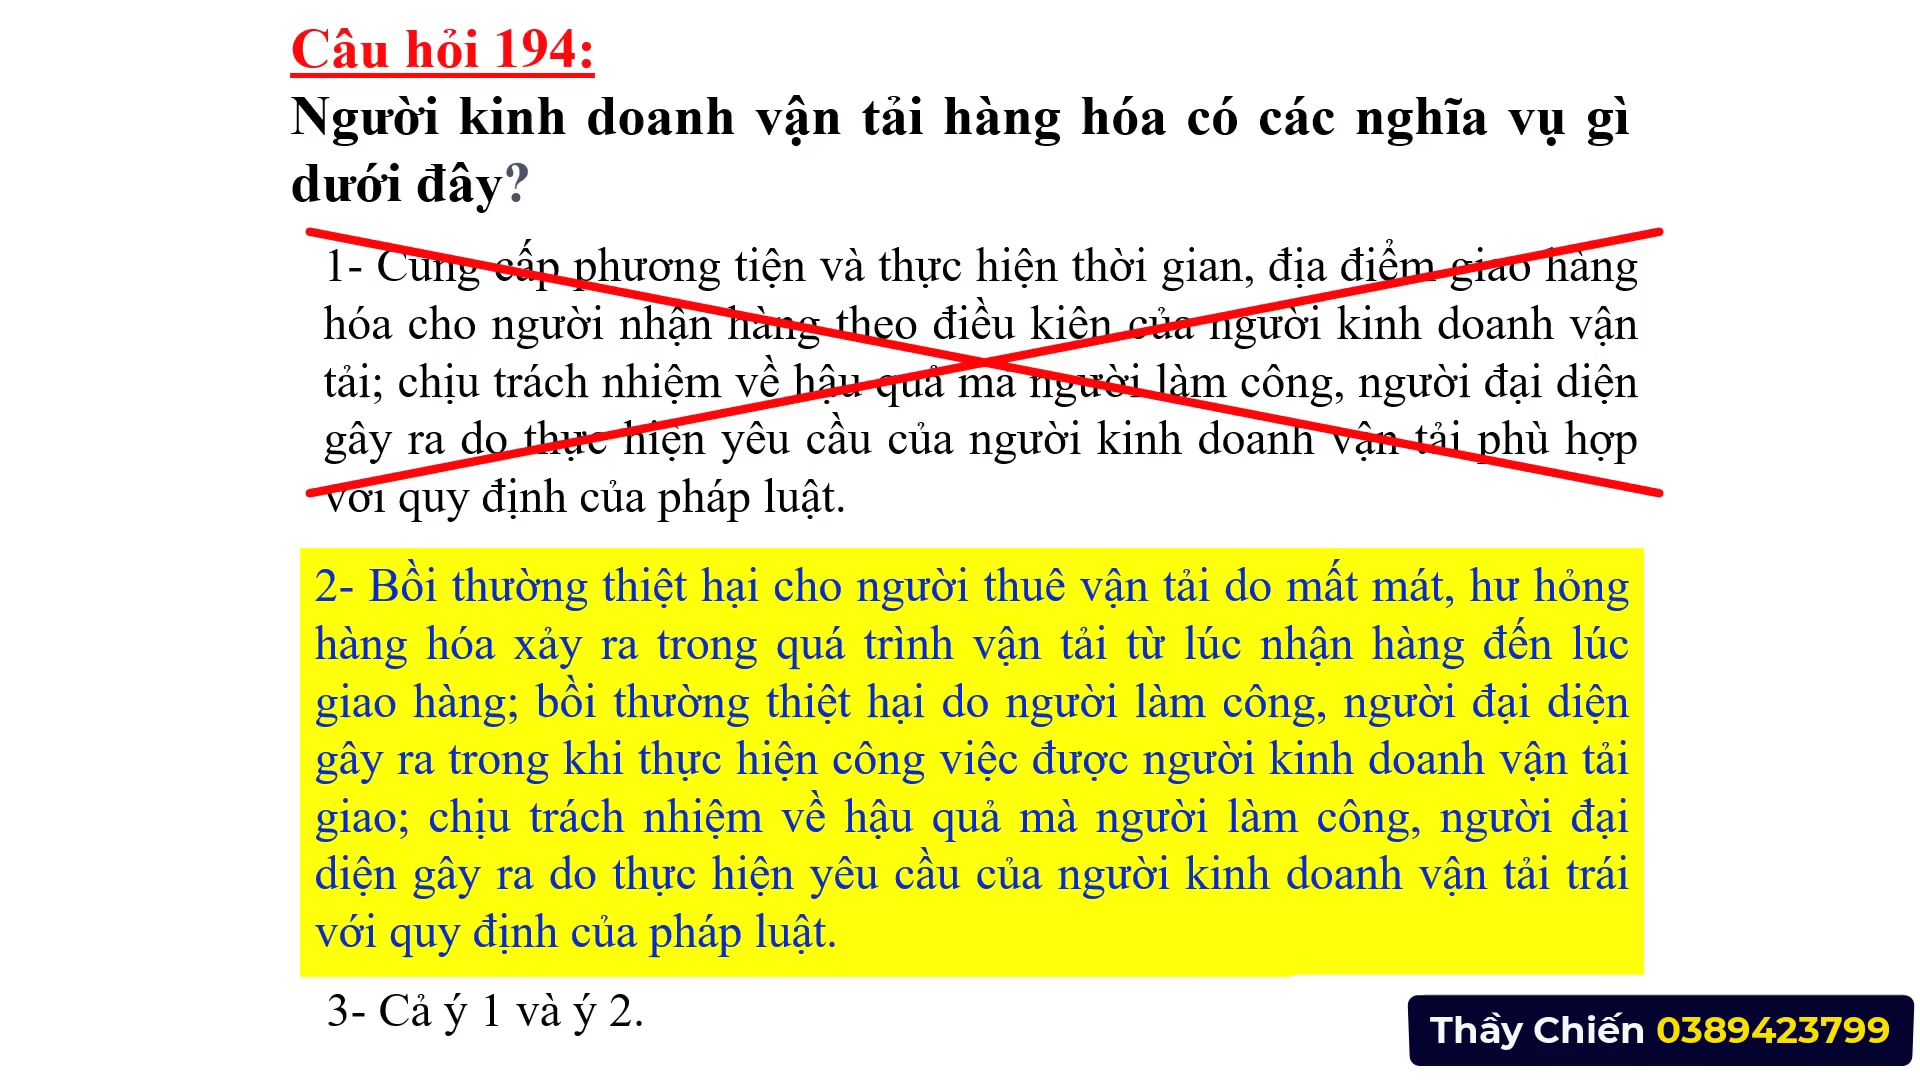 Câu hỏi 194:
Người kinh doanh vận tải hàng hóa có các nghĩa vụ gì
dưới đây?
1- Cung cấp phương tiện và thực hiện thời gian, địa điểm giao hàng
hóa cho người nhận hàng theo điều kiên của người kinh doanh vận
tải; chịu trách nhiệm về hậu quả mà người làm công, người đại diện
gây ra do thực hiện yêu cầu của người kinh doanh vận tải phù hợp
với quy định của pháp luật.
2- Bồi thường thiệt hại cho người thuê vận tải do mất mát, hư hỏng
hàng hóa xảy ra trong quá trình vận tải từ lúc nhận hàng đến lúc
giao hàng; bồi thường thiệt hại do người làm công, người đại diện
gây ra trong khi thực hiện công việc được người kinh doanh vận tải
giao; chịu trách nhiệm về hậu quả mà người làm công, người đại
diện gây ra do thực hiện yêu cầu của người kinh doanh vận tải trái
với quy định của pháp luật.
3- Cả ý 1 và ý 2.
Thầy Chiến 0389423799